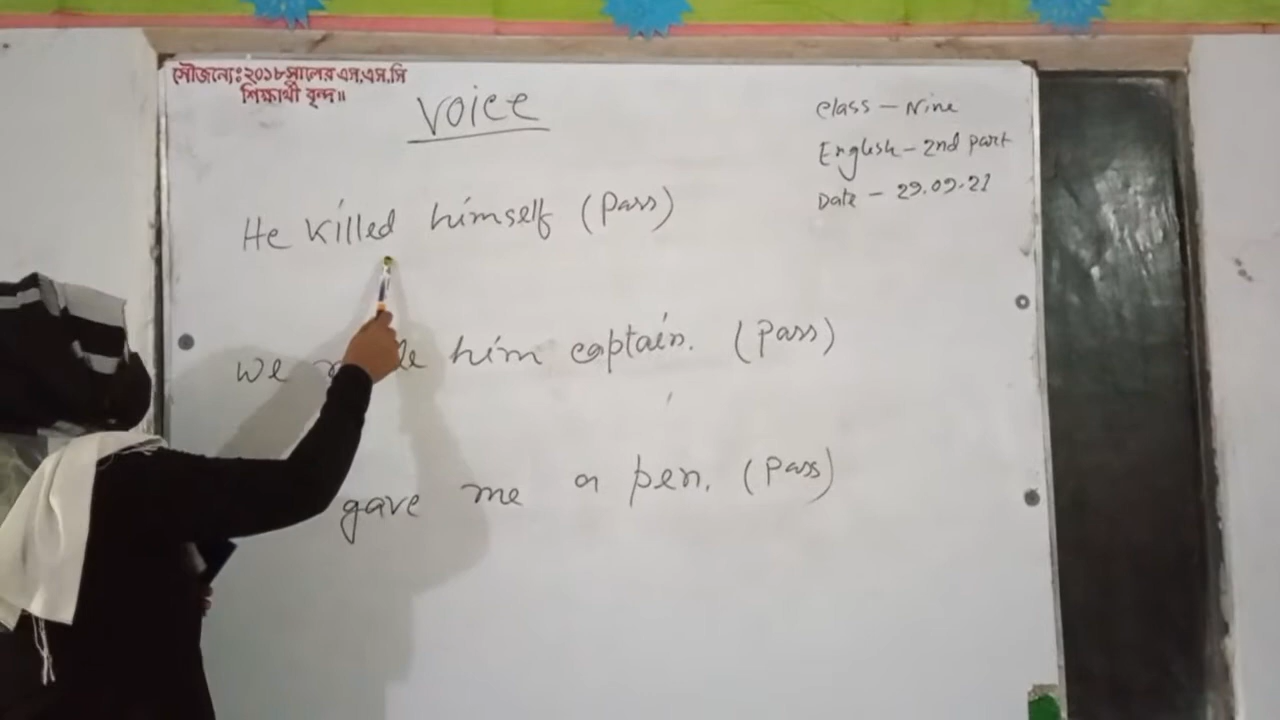 সৌজন্যেঃ২০১৮সালের এস.এস.সি
শিক্ষার্থী বৃন্দ॥
Voice
Class – Nine
English – 2nd part
Date – 29.09.21
He killed himself (Pass)
We him captain. (Pass)
gave me a pen. (Pass)